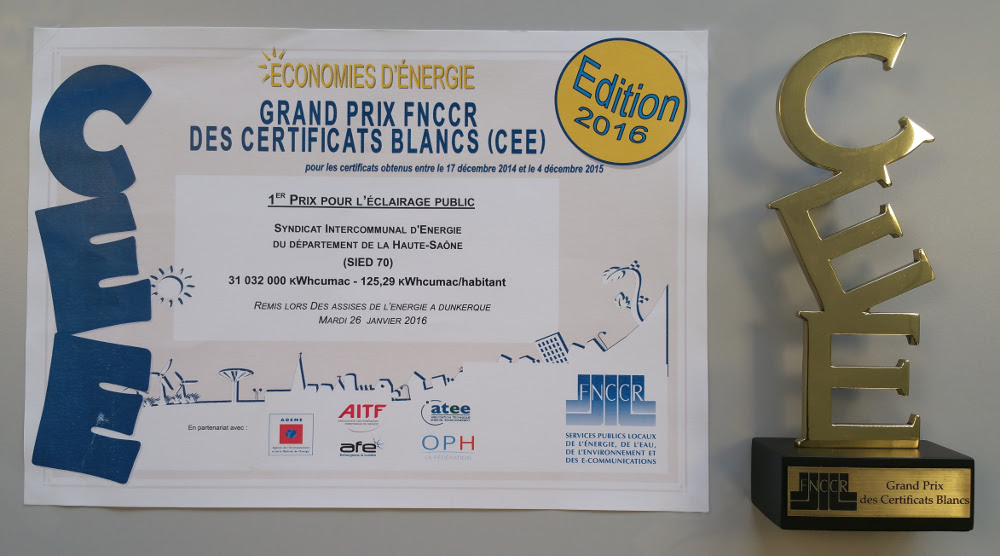 CEE
ÉCONOMIES D'ÉNERGIE
GRAND PRIX FNCCR
DES CERTIFICATS BLANCS (CEE)
Edition
2016
pour les certificats obtenus entre le 17 décembre 2014 et le 4 décembre 2015
1ER PRIX POUR L'ÉCLAIRAGE PUBLIC
SYNDICAT INTERCOMMUNAL D'ENERGIE
DU DÉPARTEMENT DE LA HAUTE-SAÔNE
(SIED 70)
31 032 000 KWHCUMAC - 125,29 KWHCUMAC/HABITANT
REMIS LORS DES ASSISES DE L'ENERGIE A DUNKERQUE
MARDI 26 JANVIER 2016
En partenariat avec :
ADEME
AITF
atee
afe
OPH
LA FÉDÉRATION
FNCCR
SERVICES PUBLICS LOCAUX
DE L'ÉNERGIE, DE L'EAU,
DE L'ENVIRONNEMENT ET
DES E-COMMUNICATIONS
CEE
FNCCR
Grand Prix
des Certificats Blancs